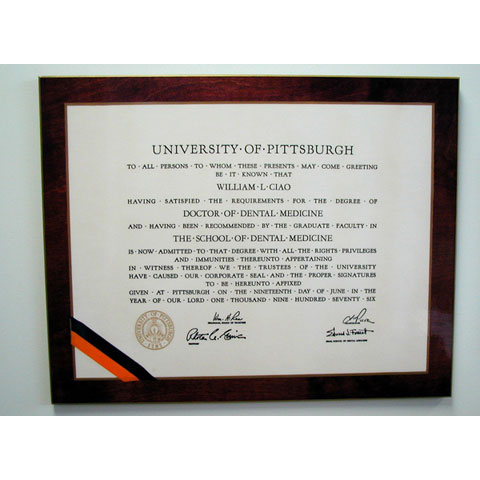 UNIVERSITY·OF·PITTSBURGH
TO·ALL·PERSONS·TO·WHOM·THESE·PRESENTS·MAY·COME·GREETING
BE·IT·KNOWN·THAT
WILLIAM·L·CIAO
HAVING·SATISFIED·THE·REQUIREMENTS·FOR·THE·DEGREE·OF
DOCTOR·OF·DENTAL·MEDICINE
AND·HAVING·BEEN·RECOMMENDED·BY·THE·GRADUATE·FACULTY·IN
THE·SCHOOL·OF·DENTAL·MEDICINE
IS·NOW·ADMITTED·TO·THAT·DEGREE·WITH·ALL·THE·RIGHTS·PRIVILEGES
AND·IMMUNITIES·THEREUNTO·APPERTAINING
IN·WITNESS·THEREOF·WE·THE·TRUSTEES·OF·THE·UNIVERSITY
HAVE·CAUSED·OUR·CORPORATE·SEAL·AND·THE·PROPER·SIGNATURES
TO·BE·HEREUNTO·AFFIXED
GIVEN·AT·PITTSBURGH·ON·THE·NINETEENTH·DAY·OF·JUNE·IN·THE
YEAR·OF·OUR·LORD·ONE·THOUSAND·NINE·HUNDRED·SEVENTY·SIX